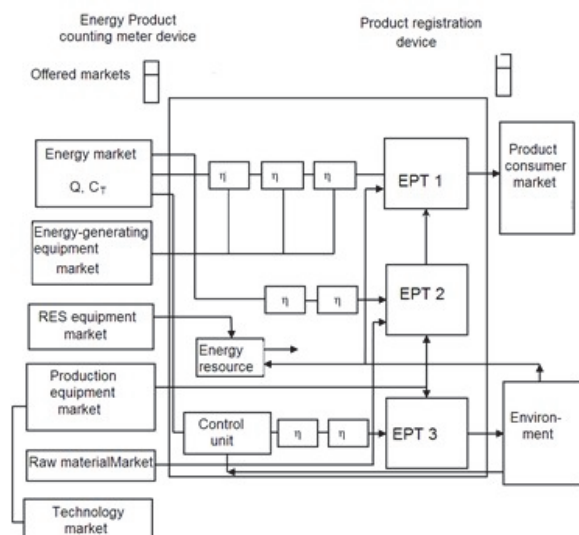 Energy Product
counting meter device
Product registration
device
Offered markets
Energy market
Q, C_T
η
η
η
EPT 1
Product
consumer
market
Energy-generating
equipment
market
η
η
EPT 2
RES equipment
market
Energy
resource
Production equipment
market
Control
unit
η
η
EPT 3
Environ-
ment
Raw materialMarket
Technology
market